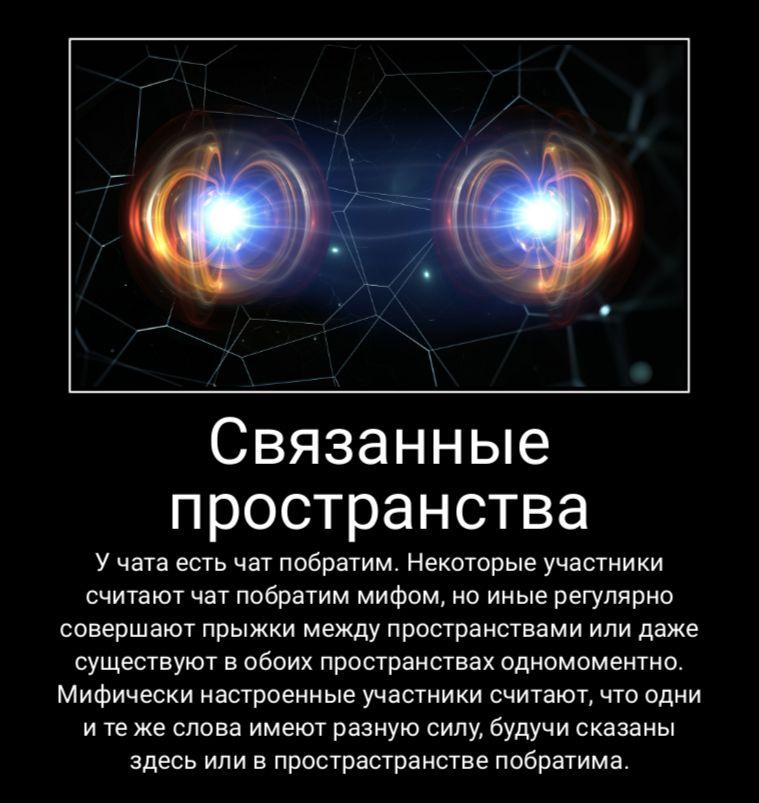 Связанные
пространства
У чата есть чат побратим. Некоторые участники
считают чат побратим мифом, но иные регулярно
совершают прыжки между пространствами или даже
существуют в обоих пространствах одномоментно.
Мифически настроенные участники считают, что одни
и те же слова имеют разную силу, будучи сказаны
здесь или в прострастранстве побратима.